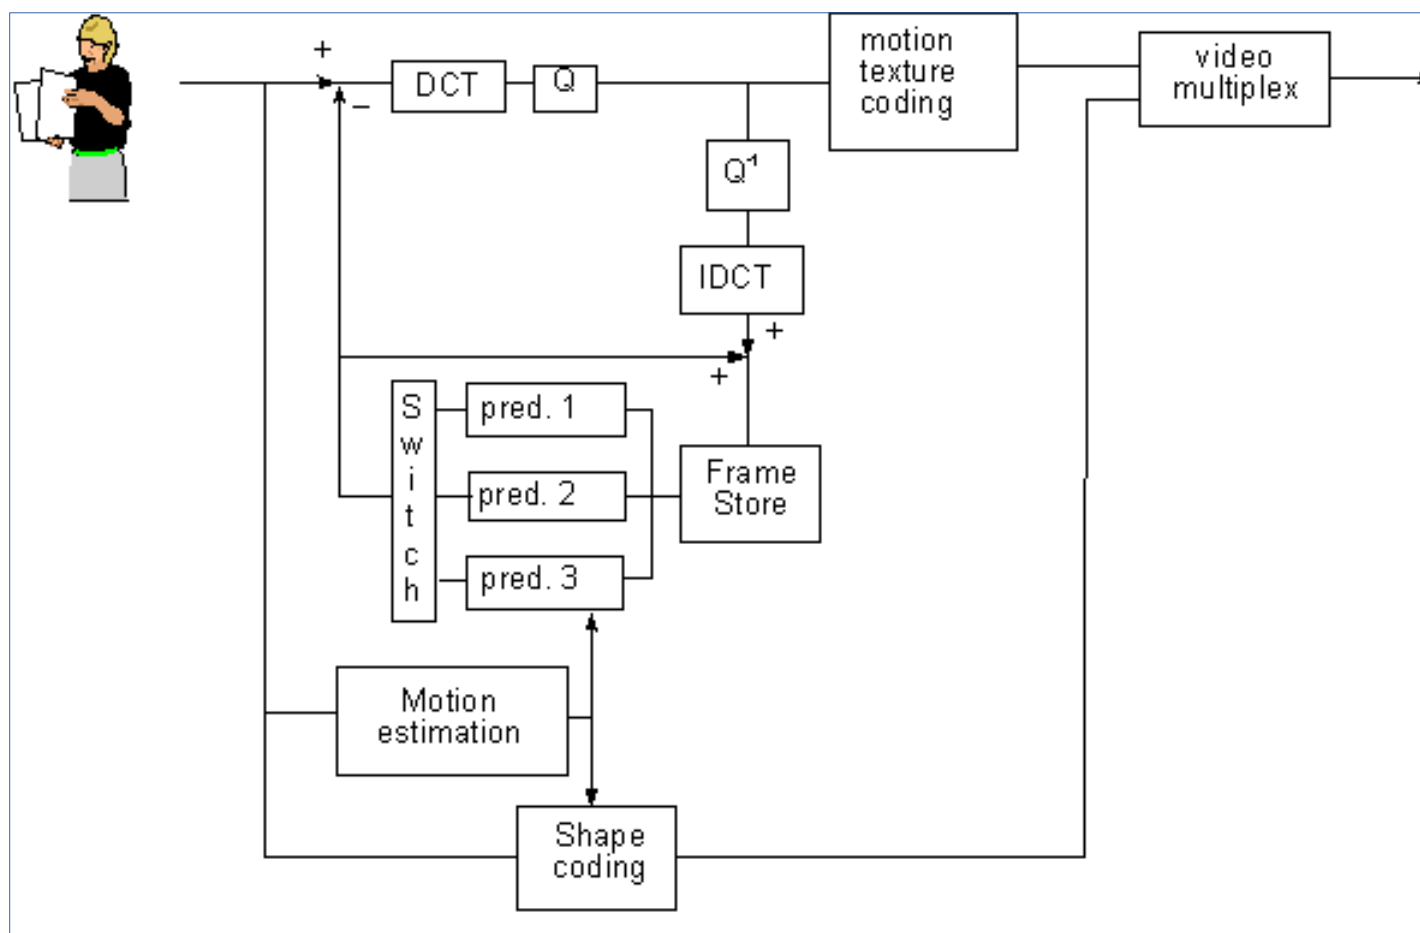 +
–
DCT
Q
motion
texture
coding
video
multiplex
Q⁻¹
IDCT
+
+
Switch
pred. 1
pred. 2
pred. 3
Frame
Store
Motion
estimation
Shape
coding